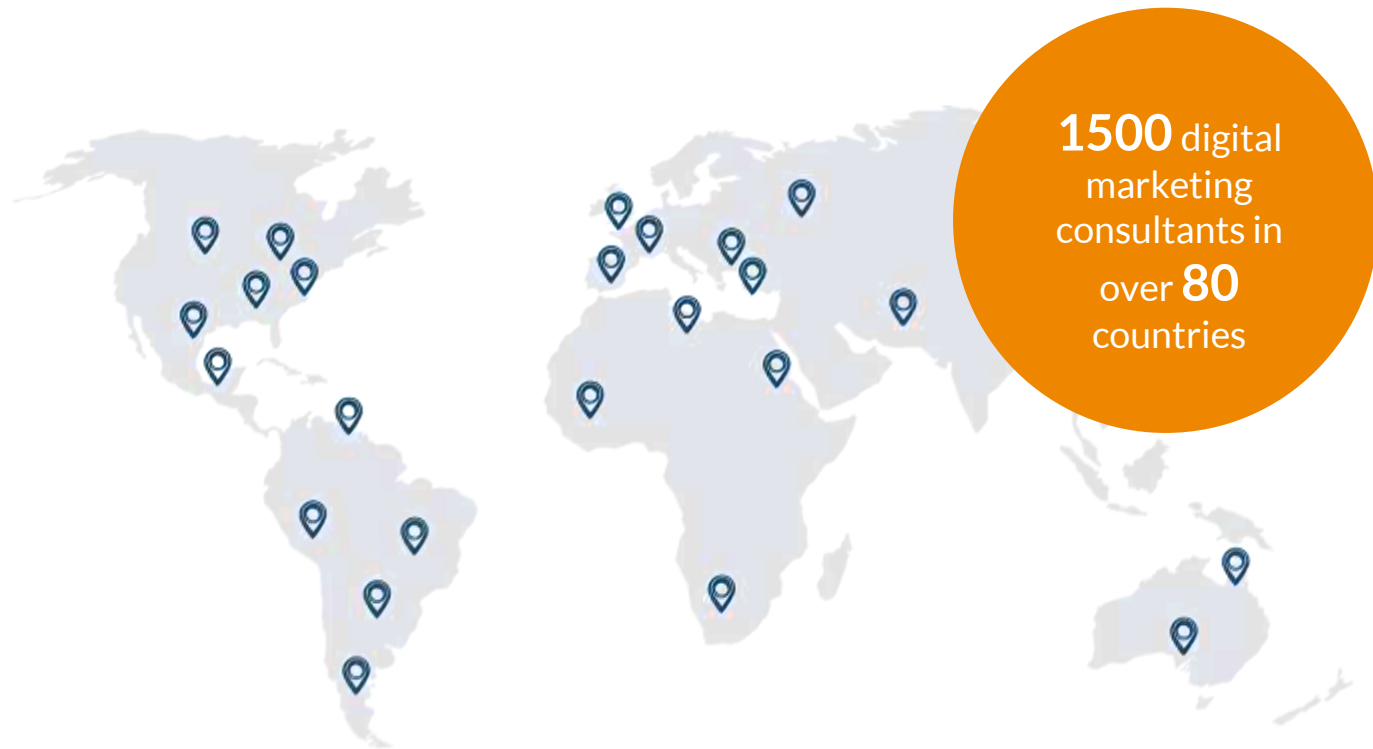 1500 digital
marketing
consultants in
over 80
countries